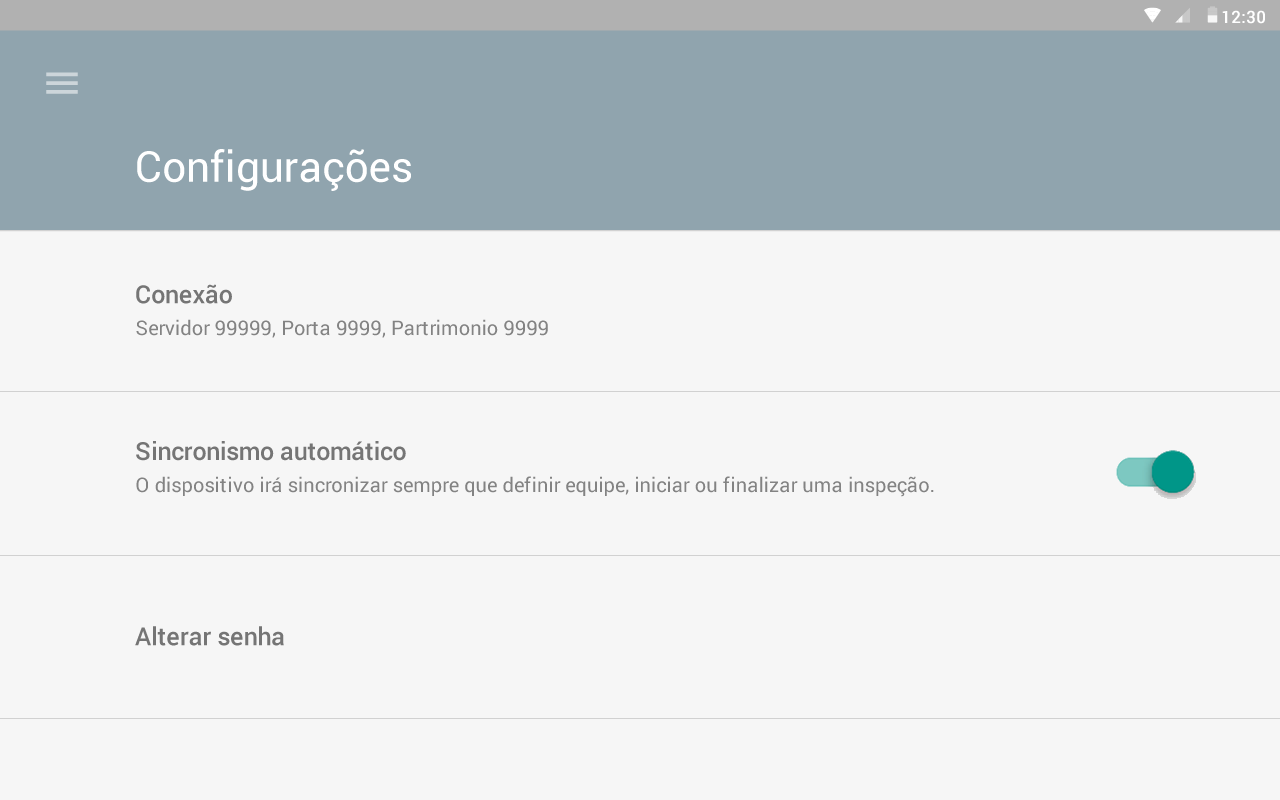 12:30
Configurações
Conexão
Servidor 99999, Porta 9999, Partrimonio 9999
Sincronismo automático
O dispositivo irá sincronizar sempre que definir equipe, iniciar ou finalizar uma inspeção.
Alterar senha